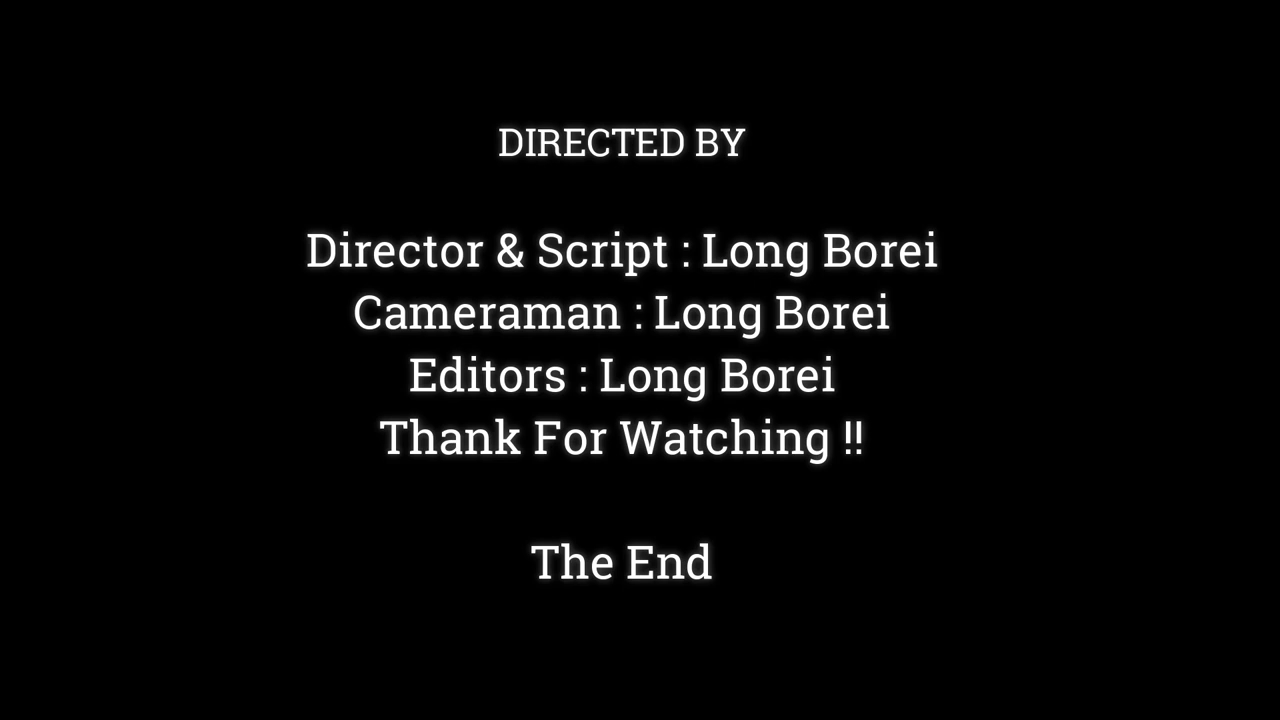 DIRECTED BY
Director & Script : Long Borei
Cameraman : Long Borei
Editors : Long Borei
Thank For Watching !!
The End